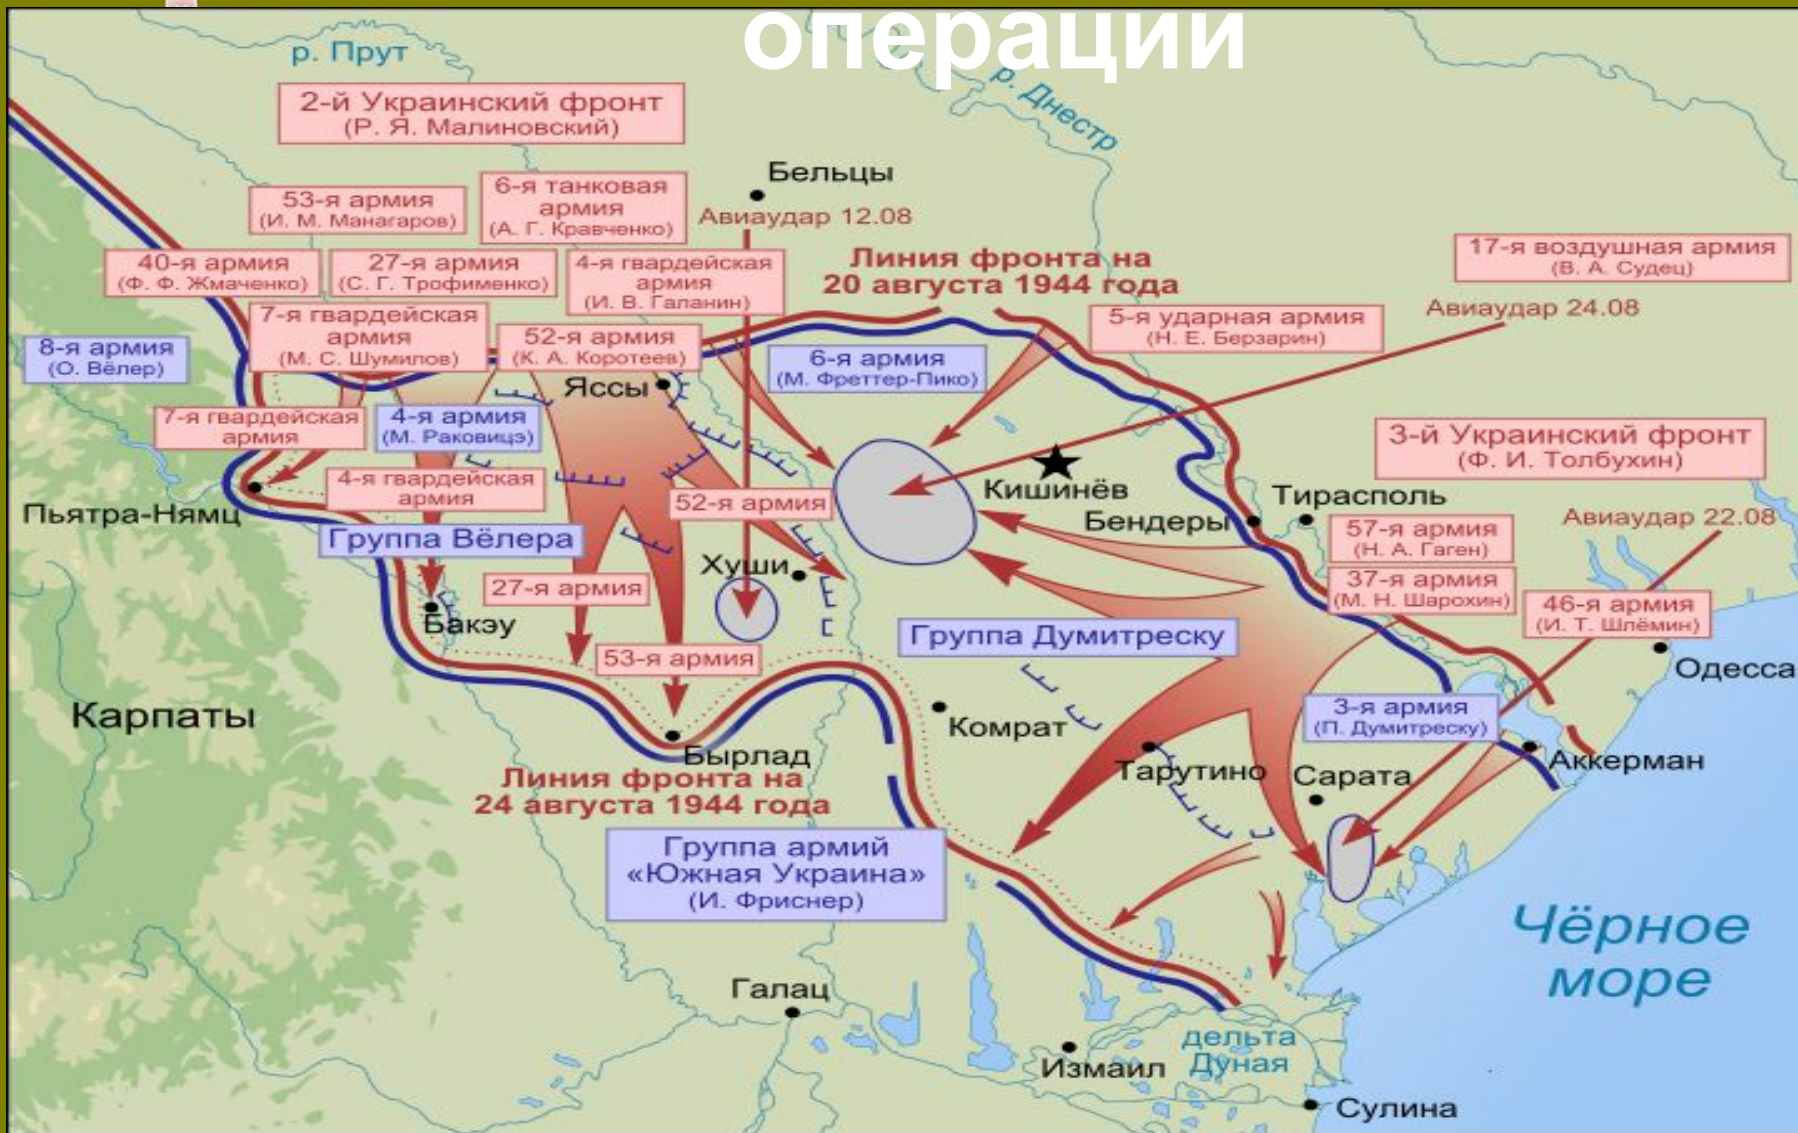 операции
р. Прут
р. Днестр
2-й Украинский фронт
(Р. Я. Малиновский)
Бельцы
Авиаудар 12.08
53-я армия
(И. М. Манагаров)
6-я танковая
армия
(А. Г. Кравченко)
40-я армия
(Ф. Ф. Жмаченко)
27-я армия
(С. Г. Трофименко)
4-я гвардейская
армия
(И. В. Галанин)
Линия фронта на
20 августа 1944 года
17-я воздушная армия
(В. А. Судец)
Авиаудар 24.08
7-я гвардейская
армия
(М. С. Шумилов)
52-я армия
(К. А. Коротеев)
5-я ударная армия
(Н. Е. Берзарин)
8-я армия
(О. Вёлер)
6-я армия
(М. Фреттер-Пико)
Яссы
7-я гвардейская
армия
4-я армия
(М. Раковицэ)
3-й Украинский фронт
(Ф. И. Толбухин)
4-я гвардейская
армия
52-я армия
Кишинёв
Бендеры
Тирасполь
Пьятра-Нямц
Группа Вёлера
57-я армия
(Н. А. Гаген)
Авиаудар 22.08
Хуши
27-я армия
37-я армия
(М. Н. Шарохин)
46-я армия
(И. Т. Шлёмин)
Бакэу
Группа Думитреску
53-я армия
Одесса
Карпаты
Комрат
3-я армия
(П. Думитреску)
Бырлад
Тарутино
Сарата
Аккерман
Линия фронта на
24 августа 1944 года
Группа армий
«Южная Украина»
(И. Фриснер)
Чёрное
море
Галац
дельта
Дуная
Измаил
Сулина